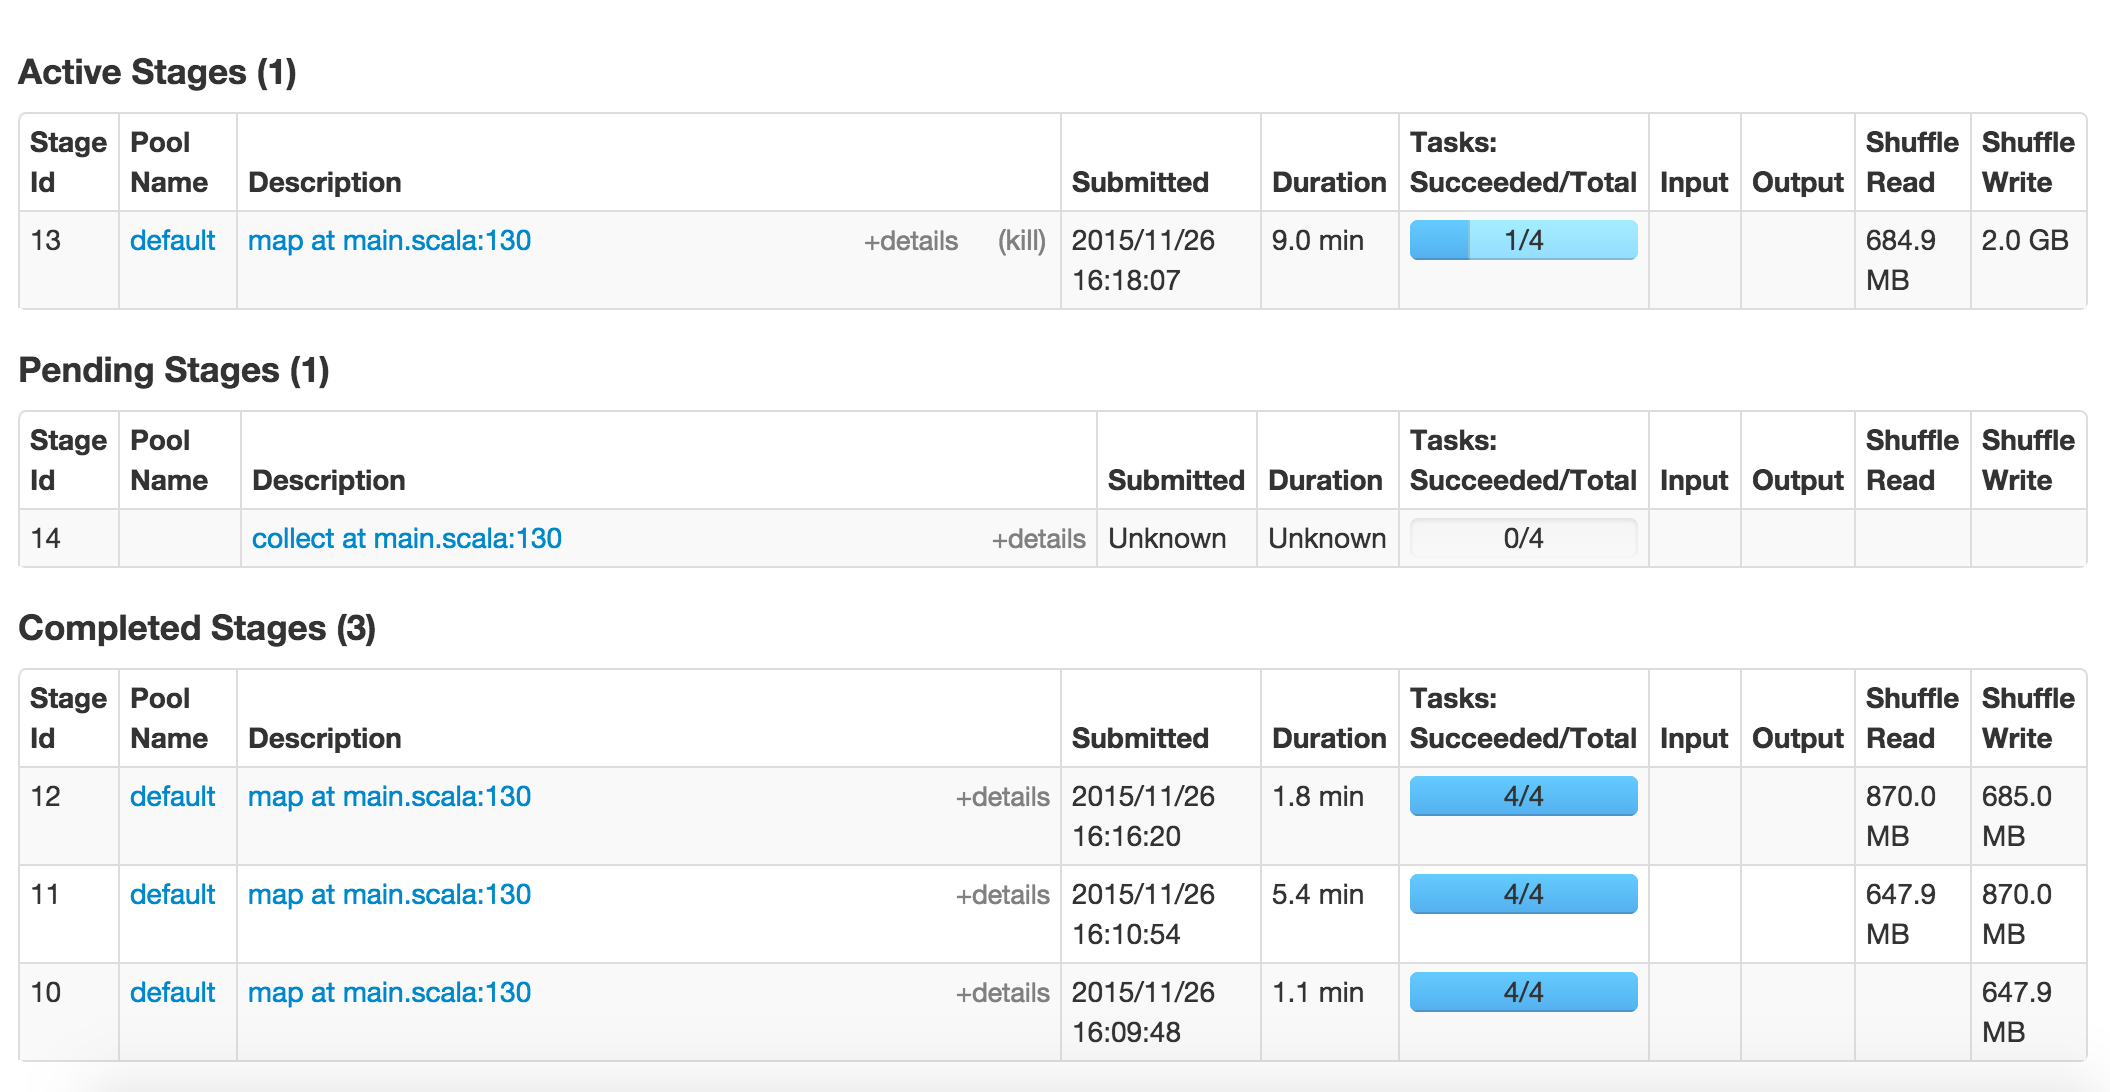 Active Stages (1)
Stage Id	Pool Name	Description	Submitted	Duration	Tasks: Succeeded/Total	Input	Output	Shuffle Read	Shuffle Write
13	default	map at main.scala:130	+details	(kill)	2015/11/26 16:18:07	9.0 min	1/4	684.9 MB	2.0 GB
Pending Stages (1)
Stage Id	Pool Name	Description	Submitted	Duration	Tasks: Succeeded/Total	Input	Output	Shuffle Read	Shuffle Write
14	collect at main.scala:130	+details	Unknown	Unknown	0/4
Completed Stages (3)
Stage Id	Pool Name	Description	Submitted	Duration	Tasks: Succeeded/Total	Input	Output	Shuffle Read	Shuffle Write
12	default	map at main.scala:130	+details	2015/11/26 16:16:20	1.8 min	4/4	870.0 MB	685.0 MB
11	default	map at main.scala:130	+details	2015/11/26 16:10:54	5.4 min	4/4	647.9 MB	870.0 MB
10	default	map at main.scala:130	+details	2015/11/26 16:09:48	1.1 min	4/4	647.9 MB